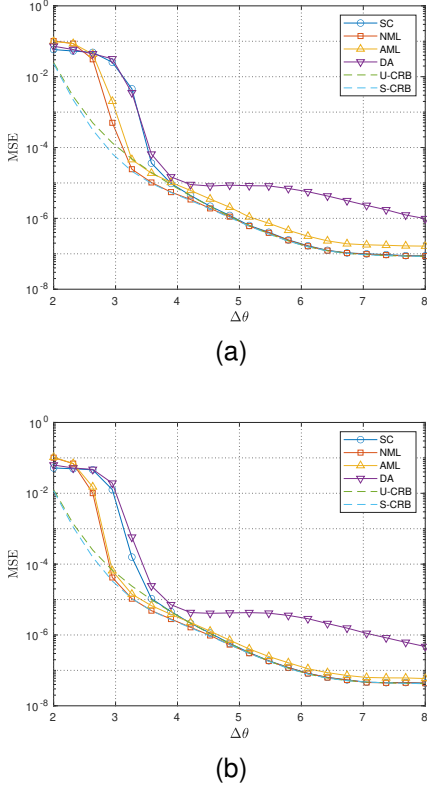 10^0
10^-2
10^-4
10^-6
10^-8
MSE
2 3 4 5 6 7 8
Δθ
SC
NML
AML
DA
U-CRB
S-CRB
(a)
10^0
10^-2
10^-4
10^-6
10^-8
MSE
2 3 4 5 6 7 8
Δθ
SC
NML
AML
DA
U-CRB
S-CRB
(b)